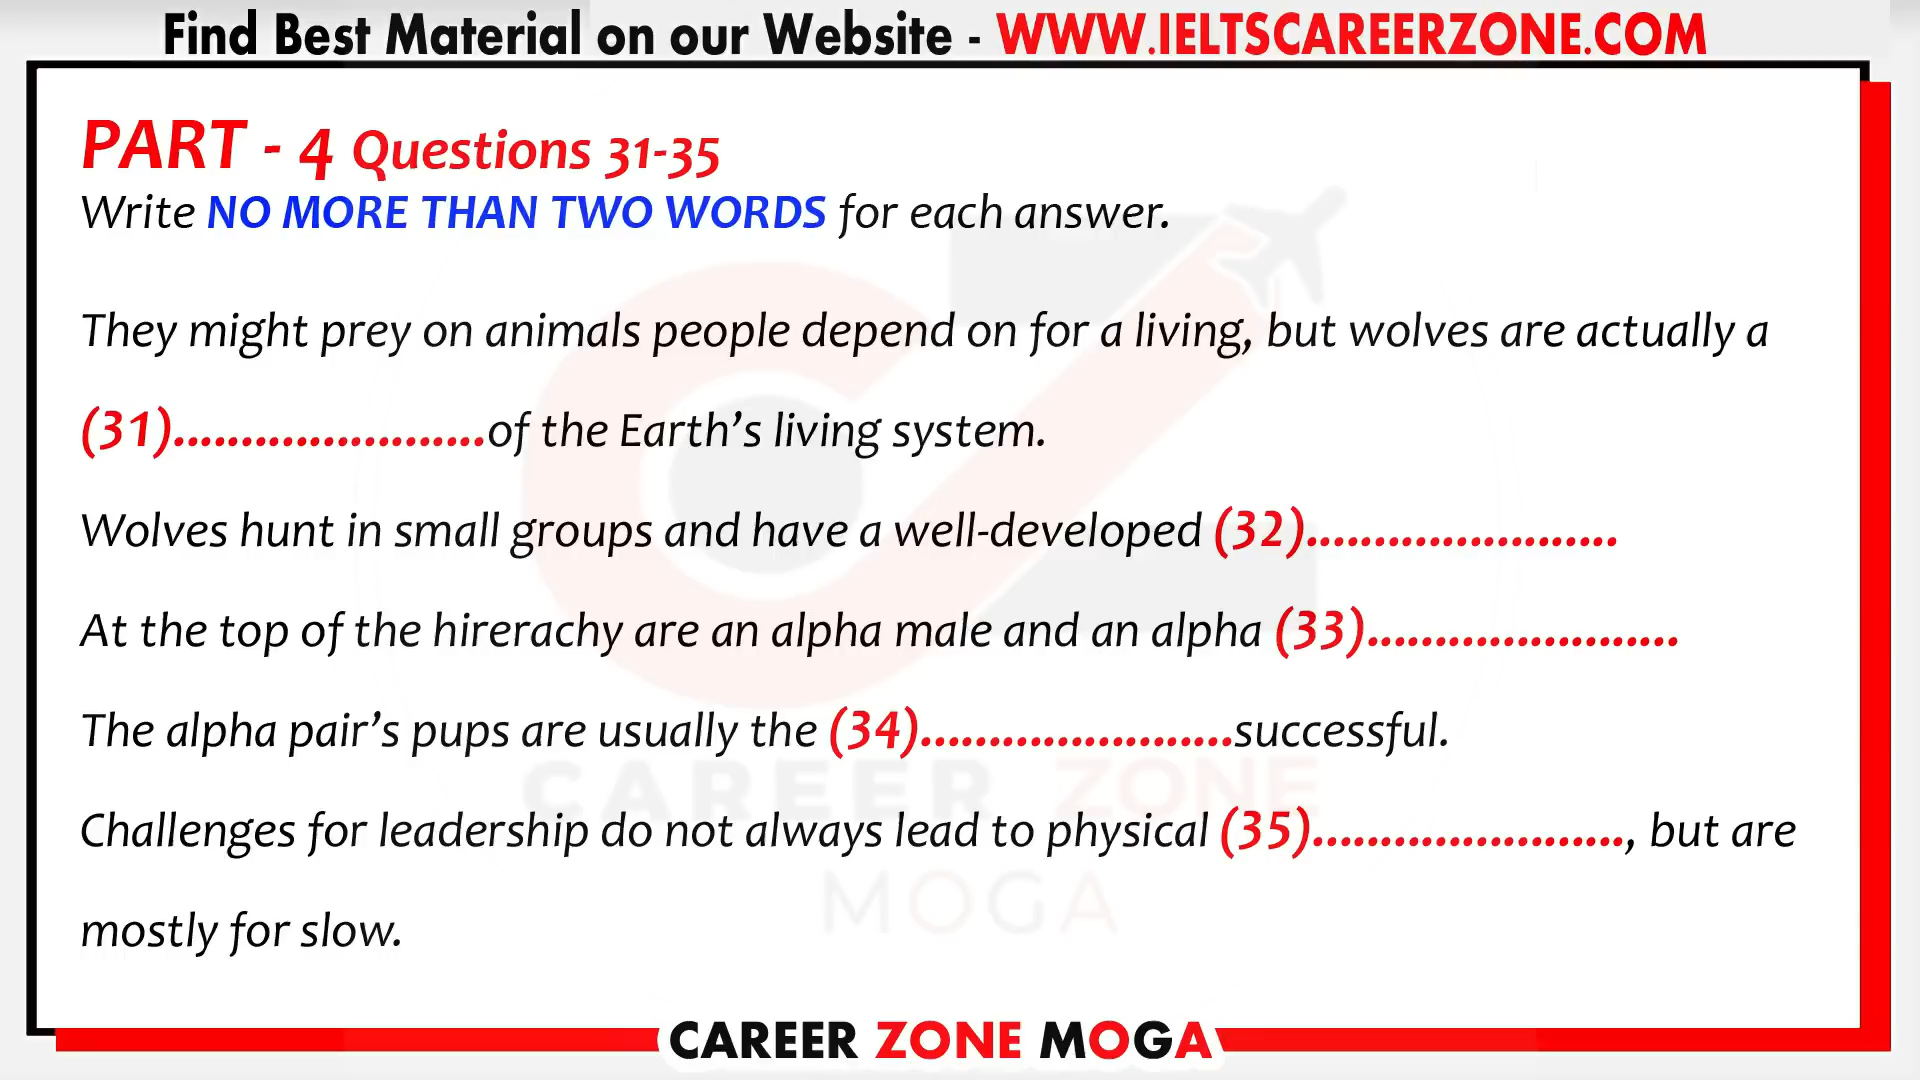 Find Best Material on our Website - WWW.IELTSCAREERZONE.COM
PART - 4 Questions 31-35
Write NO MORE THAN TWO WORDS for each answer.
They might prey on animals people depend on for a living, but wolves are actually a
(31).......................of the Earth's living system.
Wolves hunt in small groups and have a well-developed (32).......................
At the top of the hirerachy are an alpha male and an alpha (33).......................
The alpha pair's pups are usually the (34).......................successful.
Challenges for leadership do not always lead to physical (35)......................., but are
mostly for slow.
CAREER ZONE
MOGA
CAREER ZONE MOGA